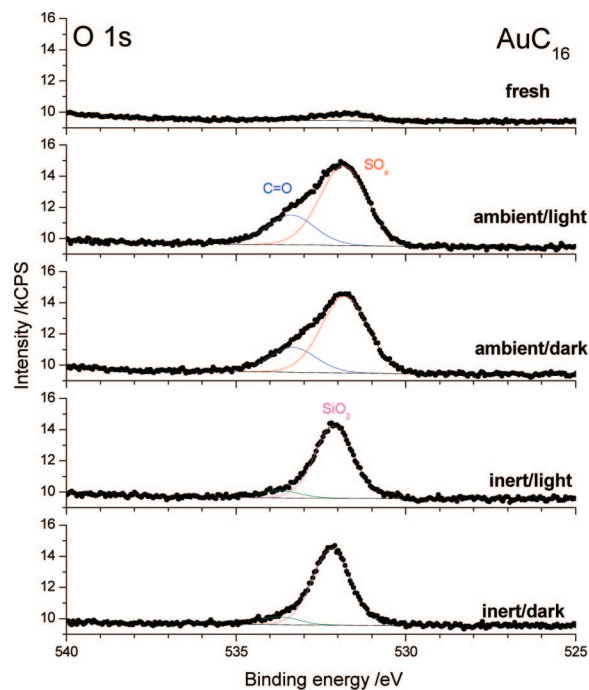 O 1s
AuC₁₆
fresh
16
14
12
10
C=O
SOₓ
ambient/light
16
14
12
10
ambient/dark
16
14
12
10
SiO₂
inert/light
16
14
12
10
inert/dark
16
14
12
10
Intensity /kCPS
540
535
530
525
Binding energy /eV